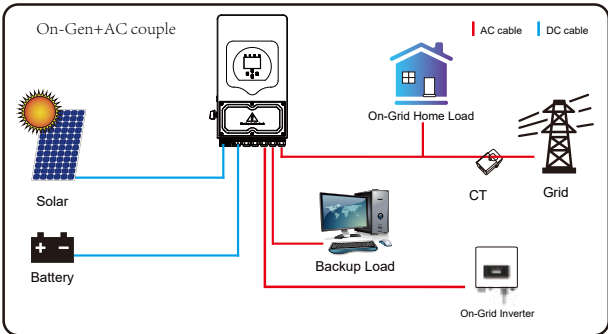 On-Gen+AC couple
AC cable
DC cable
On-Grid Home Load
CT
Grid
Solar
Backup Load
Battery
On-Grid Inverter